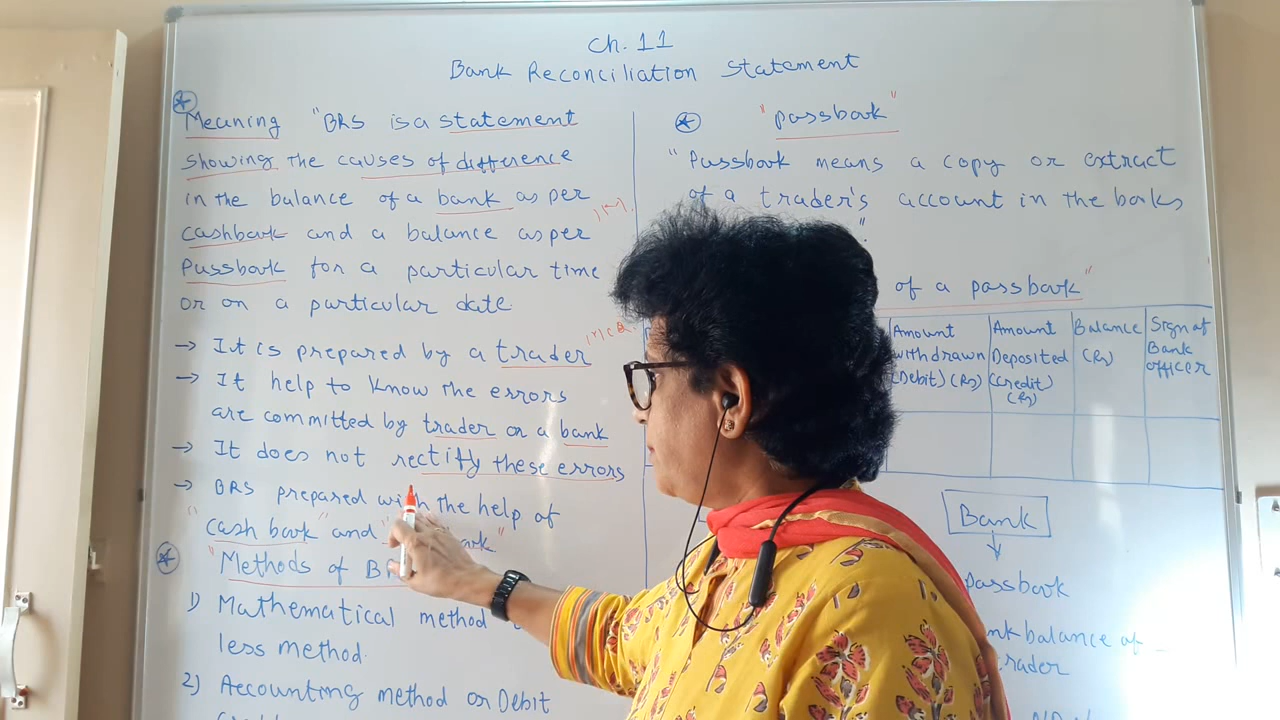 Ch. 11
Bank Reconciliation Statement
Meaning "BRS is a statement
showing the causes of difference
in the balance of a bank as per
cashbook and a balance as per
Passbook for a particular time
or on a particular date.
→ It is prepared by a trader
→ It help to know the errors
are committed by trader or a bank
→ It does not rectify these errors
→ BRS prepared with the help of
"cash book" and
"Methods of
1) Mathematical method
less method.
2) Accounting method or Debit
"Passbook"
"Passbook means a copy or extract
of a trader's account in the books
"
of a passbook"
Amount withdrawn (Debit) (Rs)
Amount Deposited (Credit) (Rs)
Balance (Rs)
Sign of Bank officer
Bank
passbook
balance of